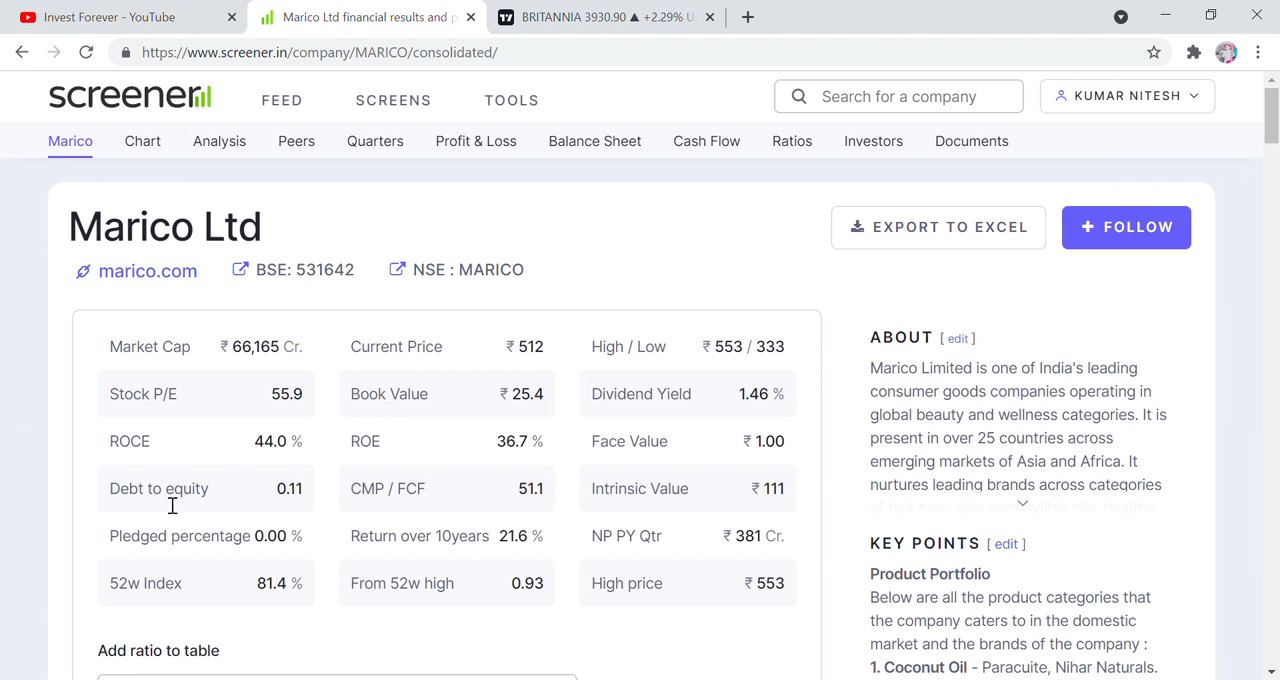 Invest Forever - YouTube
Marico Ltd financial results and p
BRITANNIA 3930.90 ▲ +2.29% U
https://www.screener.in/company/MARICO/consolidated/
screener
FEED
SCREENS
TOOLS
Search for a company
KUMAR NITESH
Marico
Chart
Analysis
Peers
Quarters
Profit & Loss
Balance Sheet
Cash Flow
Ratios
Investors
Documents
Marico Ltd
EXPORT TO EXCEL
+ FOLLOW
marico.com
BSE: 531642
NSE : MARICO
Market Cap ₹ 66,165 Cr.
Current Price ₹ 512
High / Low ₹ 553 / 333
Stock P/E 55.9
Book Value ₹ 25.4
Dividend Yield 1.46 %
ROCE 44.0 %
ROE 36.7 %
Face Value ₹ 1.00
Debt to equity 0.11
CMP / FCF 51.1
Intrinsic Value ₹ 111
Pledged percentage 0.00 %
Return over 10years 21.6 %
NP PY Qtr ₹ 381 Cr.
52w Index 81.4 %
From 52w high 0.93
High price ₹ 553
Add ratio to table
ABOUT [ edit ]
Marico Limited is one of India's leading
consumer goods companies operating in
global beauty and wellness categories. It is
present in over 25 countries across
emerging markets of Asia and Africa. It
nurtures leading brands across categories
of hair care, skin care, edible oils, healthy
KEY POINTS [ edit ]
Product Portfolio
Below are all the product categories that
the company caters to in the domestic
market and the brands of the company :
1. Coconut Oil - Paracuite, Nihar Naturals.